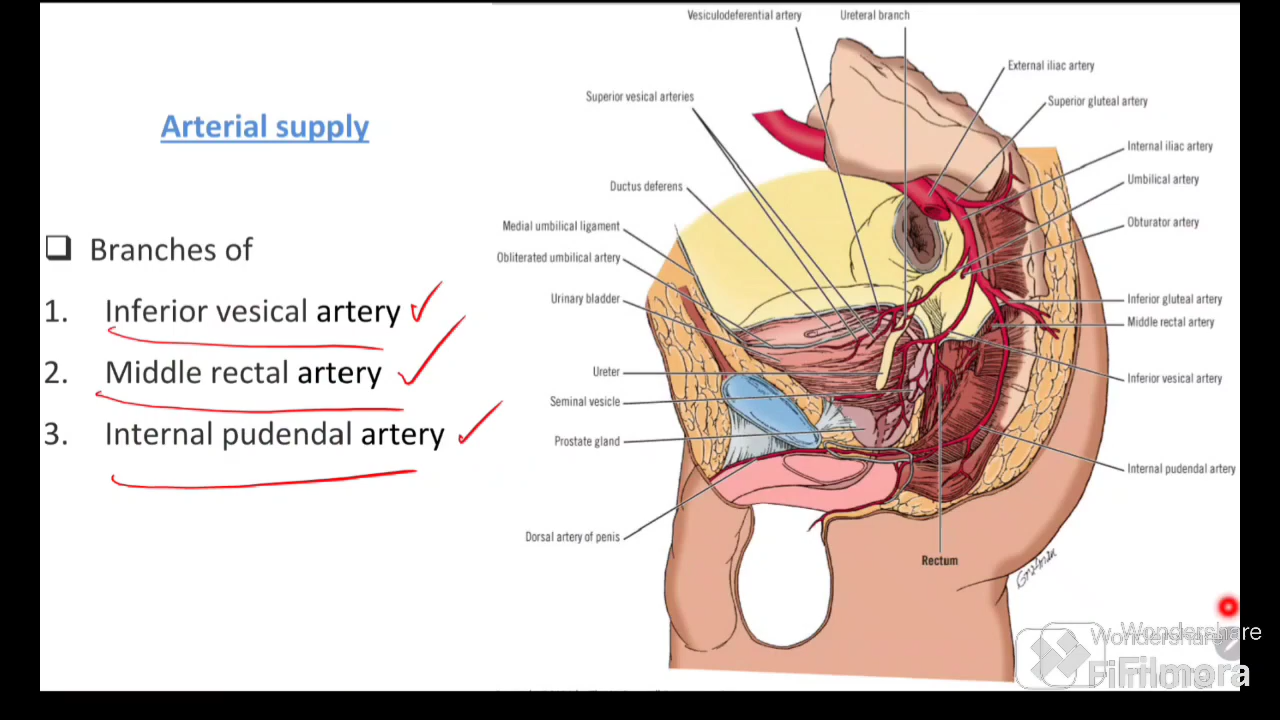 Arterial supply
Branches of
1. Inferior vesical artery
2. Middle rectal artery
3. Internal pudendal artery
Vesiculodeferential artery
Ureteral branch
External iliac artery
Superior vesical arteries
Superior gluteal artery
Internal iliac artery
Umbilical artery
Ductus deferens
Obturator artery
Medial umbilical ligament
Obliterated umbilical artery
Urinary bladder
Inferior gluteal artery
Middle rectal artery
Ureter
Inferior vesical artery
Seminal vesicle
Prostate gland
Internal pudendal artery
Dorsal artery of penis
Rectum
Wondershare
Wondershare